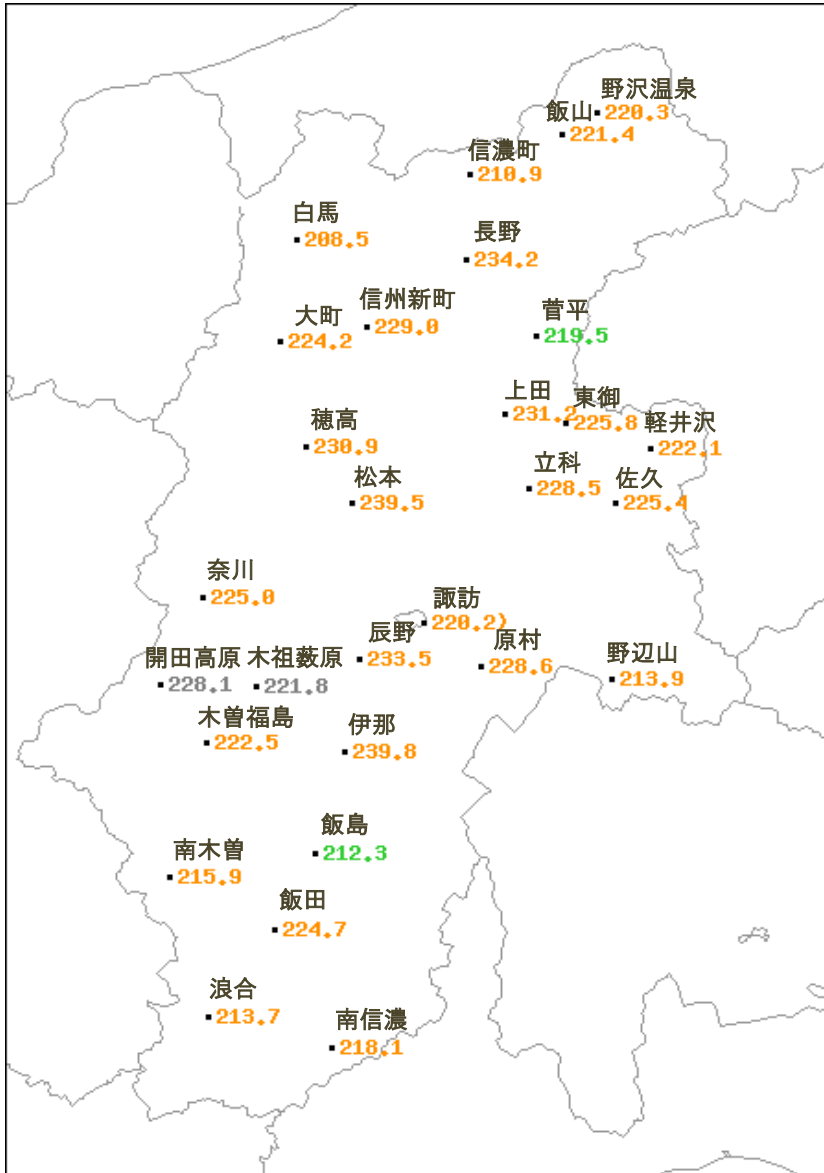 野沢温泉
220.3
飯山
221.4
信濃町
210.9
白馬
208.5
長野
234.2
信州新町
229.0
大町
224.2
菅平
219.5
上田
231.2
東御
225.8
軽井沢
222.1
穂高
230.9
松本
239.5
立科
228.5
佐久
225.4
奈川
225.0
諏訪
220.2)
辰野
233.5
原村
228.6
野辺山
213.9
開田高原
228.1
木祖薮原
221.8
木曽福島
222.5
伊那
239.8
飯島
212.3
南木曽
215.9
飯田
224.7
浪合
213.7
南信濃
218.1